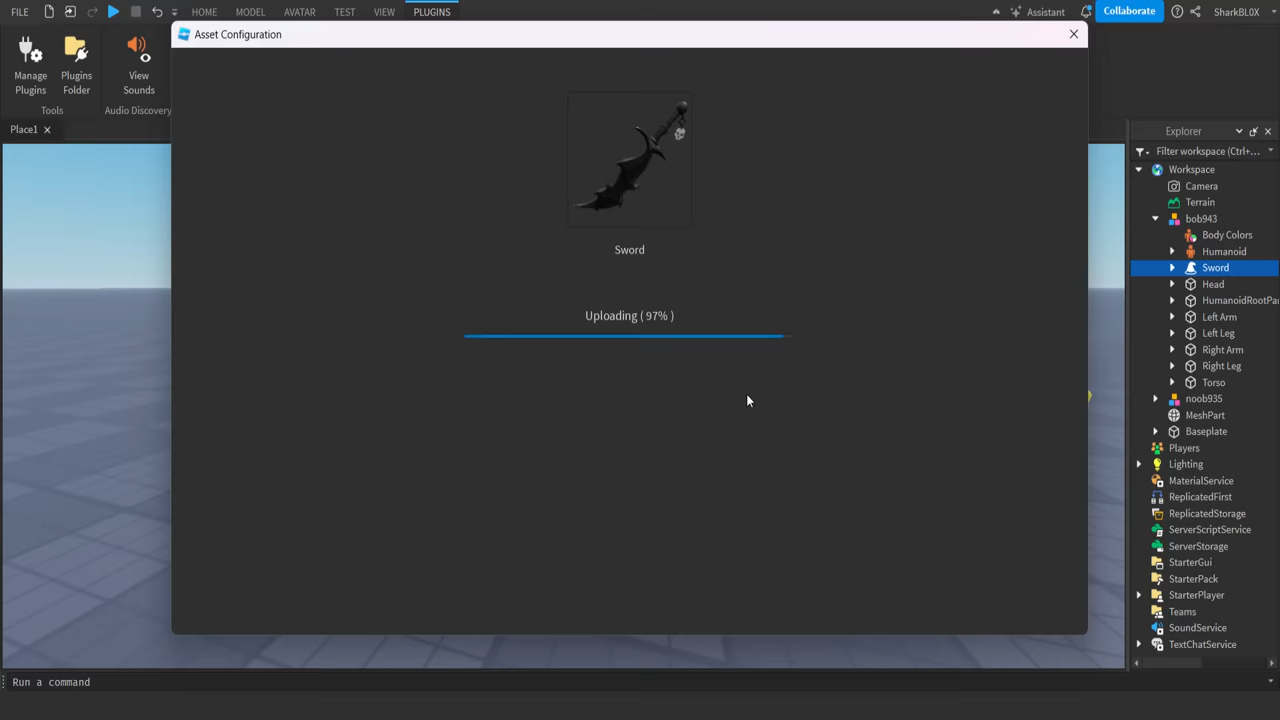 FILE HOME MODEL AVATAR TEST VIEW PLUGINS Assistant Collaborate SharkBL0X
Manage Plugins
Plugins Folder
View Sounds
Tools
Audio Discovery
Place1
Asset Configuration
Sword
Uploading ( 97% )
Explorer
Filter workspace (Ctrl+...
Workspace
Camera
Terrain
bob943
Body Colors
Humanoid
Sword
Head
HumanoidRootPa
Left Arm
Left Leg
Right Arm
Right Leg
Torso
noob935
MeshPart
Baseplate
Players
Lighting
MaterialService
ReplicatedFirst
ReplicatedStorage
ServerScriptService
ServerStorage
StarterGui
StarterPack
StarterPlayer
Teams
SoundService
TextChatService
Run a command